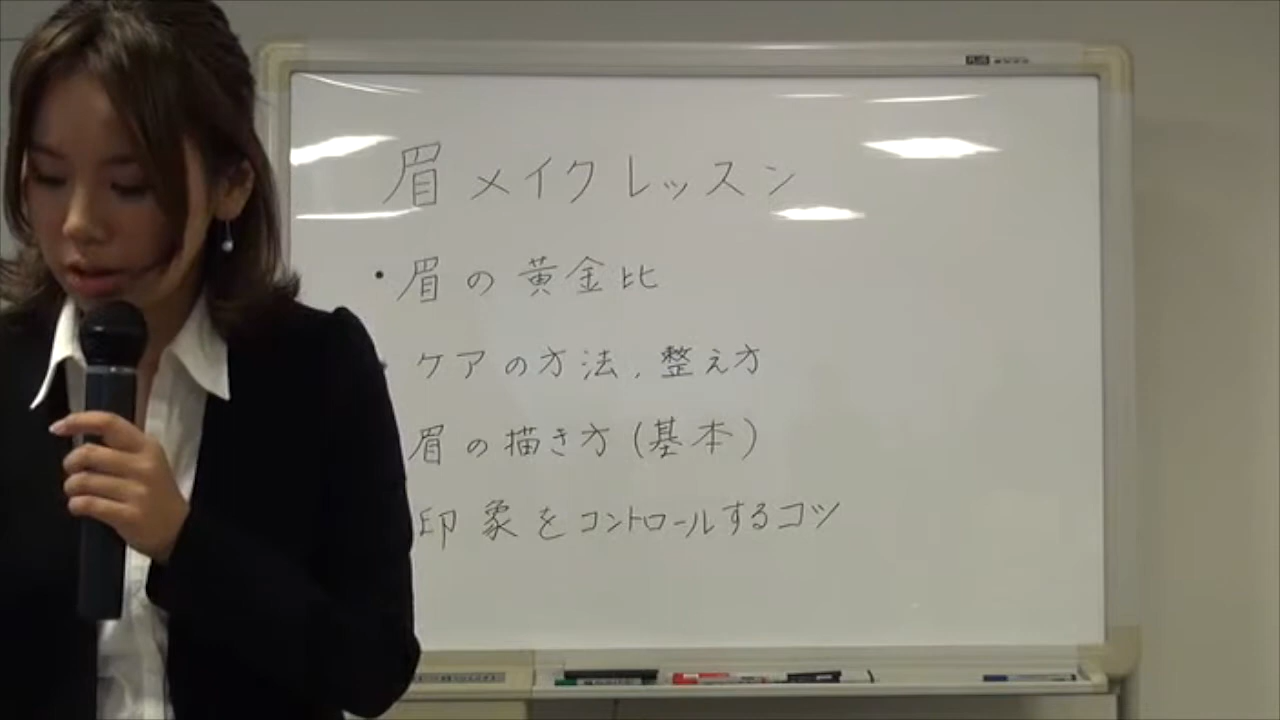 PLUS
眉メイクレッスン
・眉の黄金比
ケアの方法、整え方
眉の描き方(基本)
印象をコントロールするコツ